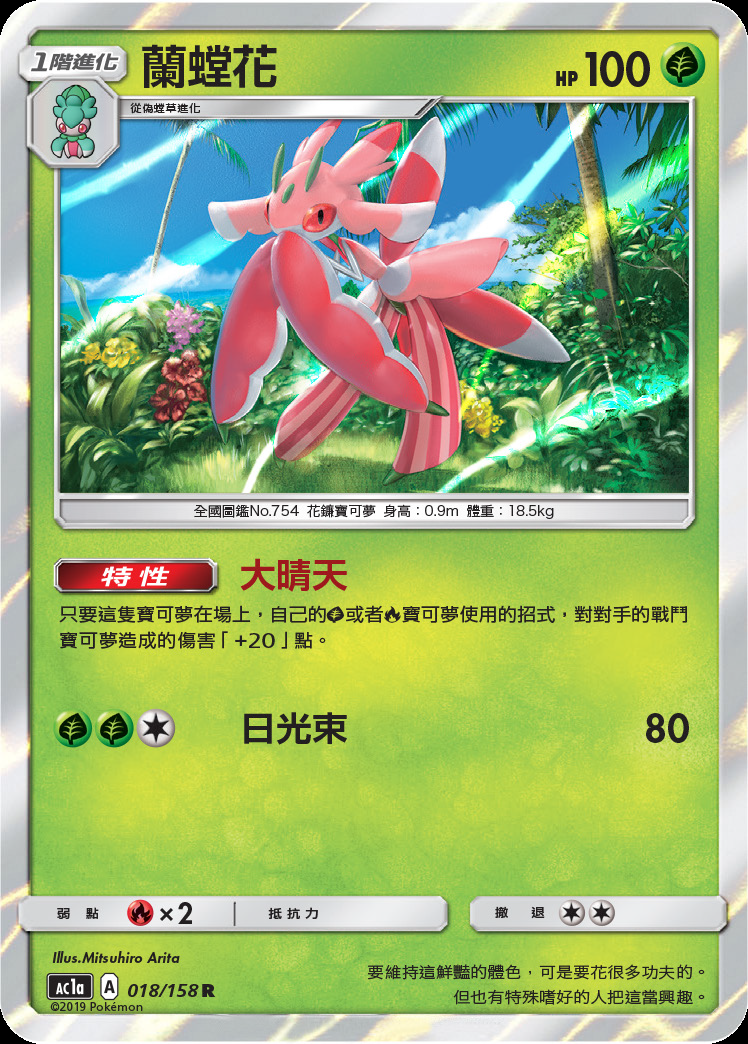 1階進化 蘭螳花 HP 100
從偽螳草進化
全國圖鑑No.754 花鐮寶可夢 身高：0.9m 體重：18.5kg
特性 大晴天
只要這隻寶可夢在場上，自己的或者寶可夢使用的招式，對對手的戰鬥
寶可夢造成的傷害「+20」點。
日光束 80
弱點 ×2 抵抗力 撤退
Illus.Mitsuhiro Arita
要維持這鮮豔的體色，可是要花很多功夫的。
AC1a A 018/158 R
但也有特殊嗜好的人把這當興趣。
©2019 Pokémon